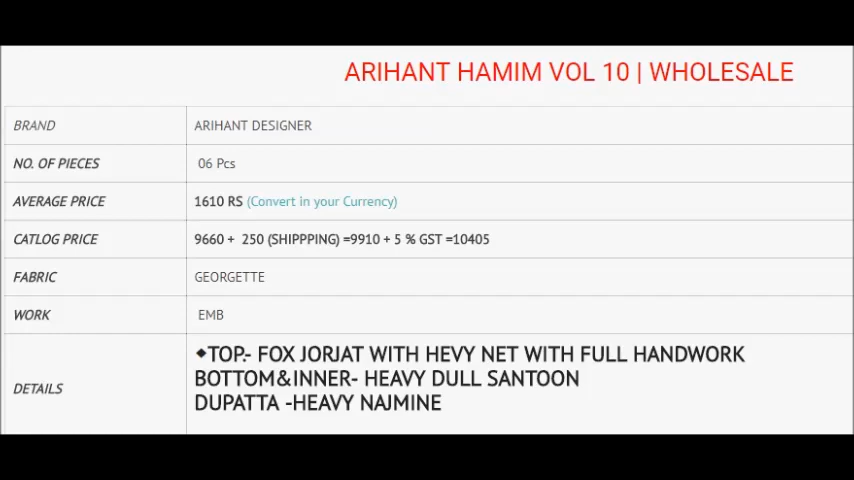 ARIHANT HAMIM VOL 10 | WHOLESALE
BRAND ARIHANT DESIGNER
NO. OF PIECES 06 Pcs
AVERAGE PRICE 1610 RS (Convert in your Currency)
CATLOG PRICE 9660 + 250 (SHIPPPING) =9910 + 5 % GST =10405
FABRIC GEORGETTE
WORK EMB
DETAILS
◆TOP.- FOX JORJAT WITH HEVY NET WITH FULL HANDWORK
BOTTOM&INNER- HEAVY DULL SANTOON
DUPATTA -HEAVY NAJMINE